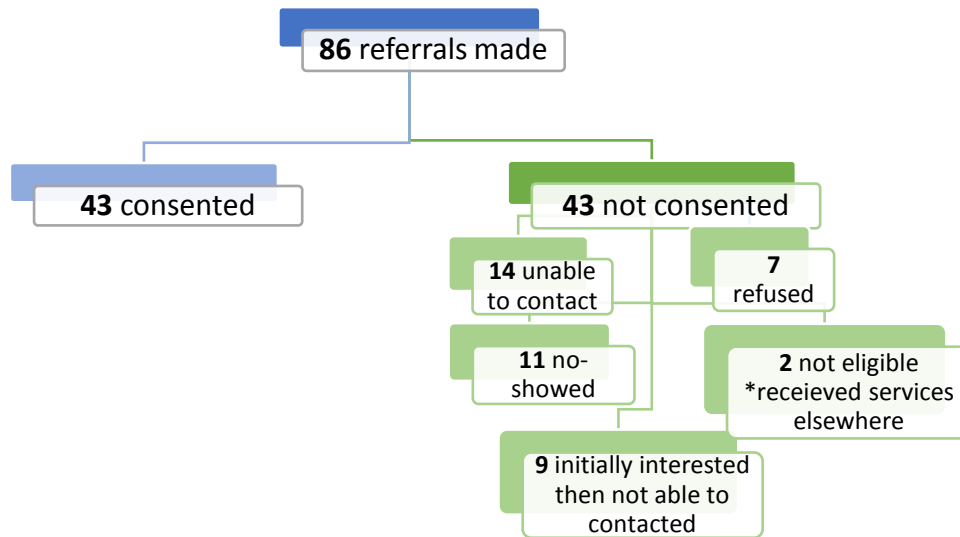 86 referrals made
43 consented
43 not consented
14 unable
to contact
7
refused
11 no-
showed
2 not eligible
*receieved services
elsewhere
9 initially interested
then not able to
contacted